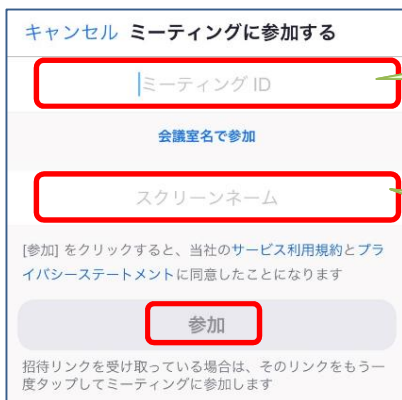 キャンセル ミーティングに参加する
ミーティング ID
会議室名で参加
スクリーンネーム
[参加] をクリックすると、当社のサービス利用規約とプラ
イバシーステートメントに同意したことになります
参加
招待リンクを受け取っている場合は、そのリンクをもう一
度タップしてミーティングに参加します